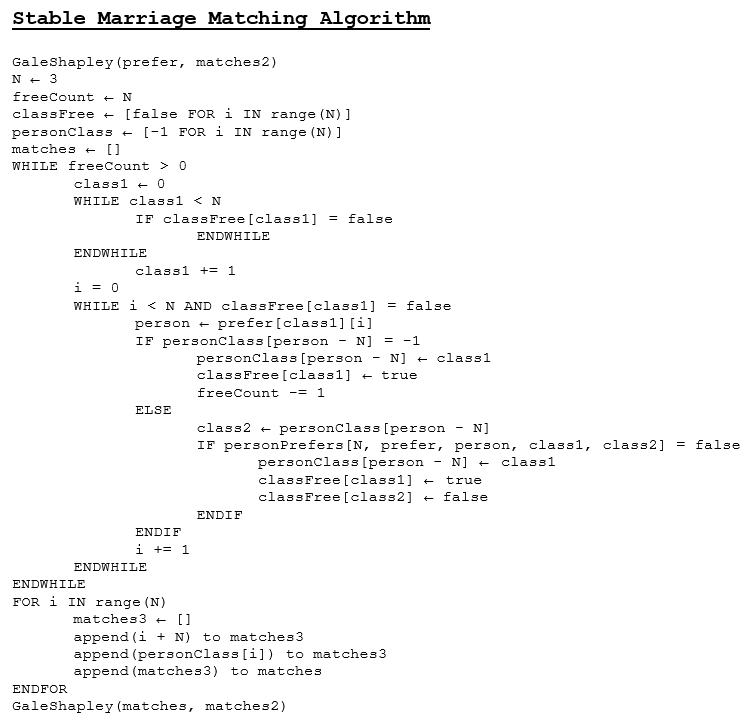 Stable Marriage Matching Algorithm
GaleShapley(prefer, matches2)
N ← 3
freeCount ← N
classFree ← [false FOR i IN range(N)]
personClass ← [-1 FOR i IN range(N)]
matches ← []
WHILE freeCount > 0
class1 ← 0
WHILE class1 < N
IF classFree[class1] = false
ENDWHILE
ENDWHILE
class1 += 1
i = 0
WHILE i < N AND classFree[class1] = false
person ← prefer[class1][i]
IF personClass[person - N] = -1
personClass[person - N] ← class1
classFree[class1] ← true
freeCount -= 1
ELSE
class2 ← personClass[person - N]
IF personPrefers[N, prefer, person, class1, class2] = false
personClass[person - N] ← class1
classFree[class1] ← true
classFree[class2] ← false
ENDIF
ENDIF
i += 1
ENDWHILE
ENDWHILE
FOR i IN range(N)
matches3 ← []
append(i + N) to matches3
append(personClass[i]) to matches3
append(matches3) to matches
ENDFOR
GaleShapley(matches, matches2)